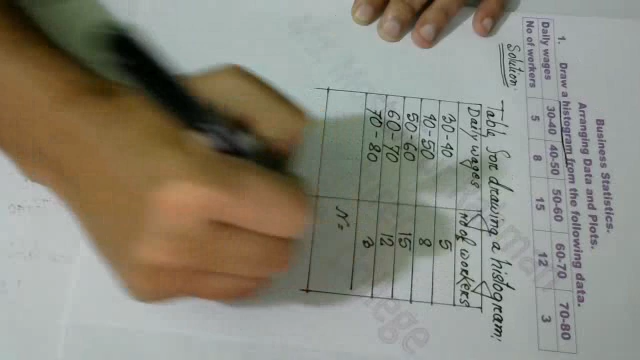 Business Statistics.
Arranging Data and Plots.
1. Draw a histogram from the following data.
Daily wages 30-40 40-50 50-60 60-70 70-80
No of workers 5 8 15 12 3
Solution:
Table for drawing a histogram:
Daily wages no of workers
30-40 5
40-50 8
50-60 15
60-70 12
70-80 3
N=